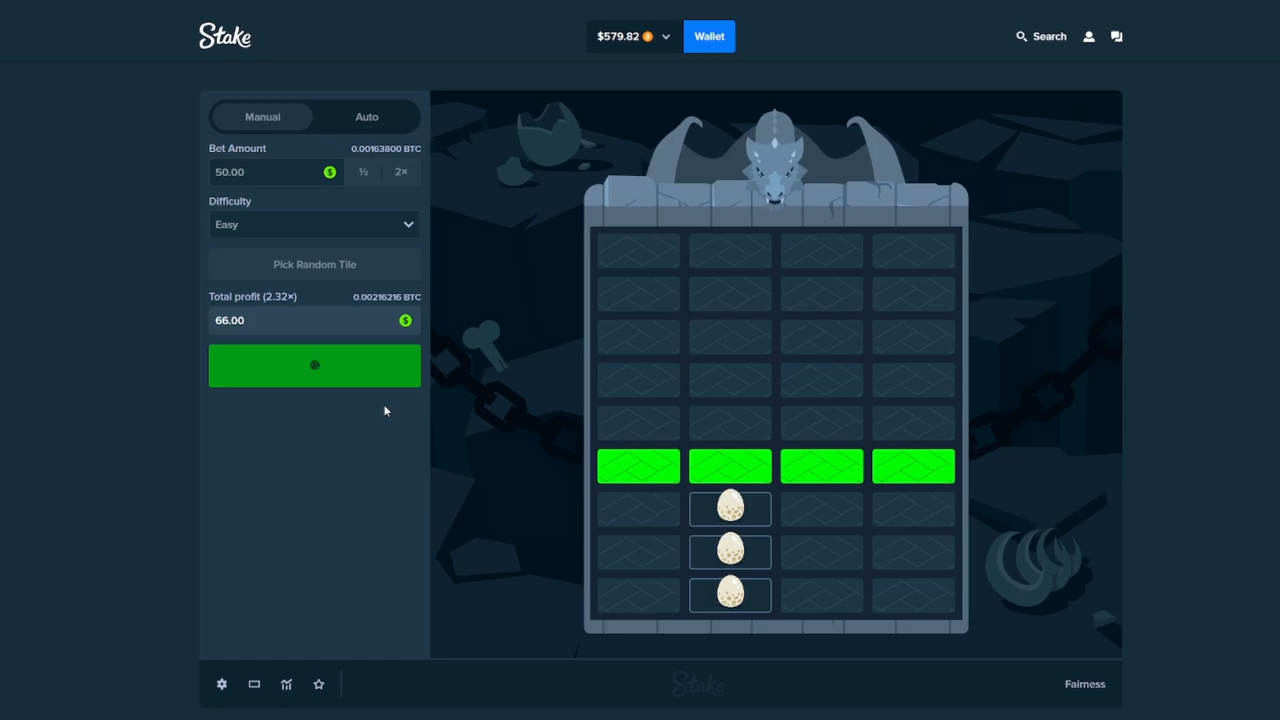 Stake
$579.82
Wallet
Search
Manual
Auto
Bet Amount
0.00163800 BTC
50.00
$
½
2×
Difficulty
Easy
Pick Random Tile
Total profit (2.32×)
0.00216216 BTC
66.00
$
Stake
Fairness